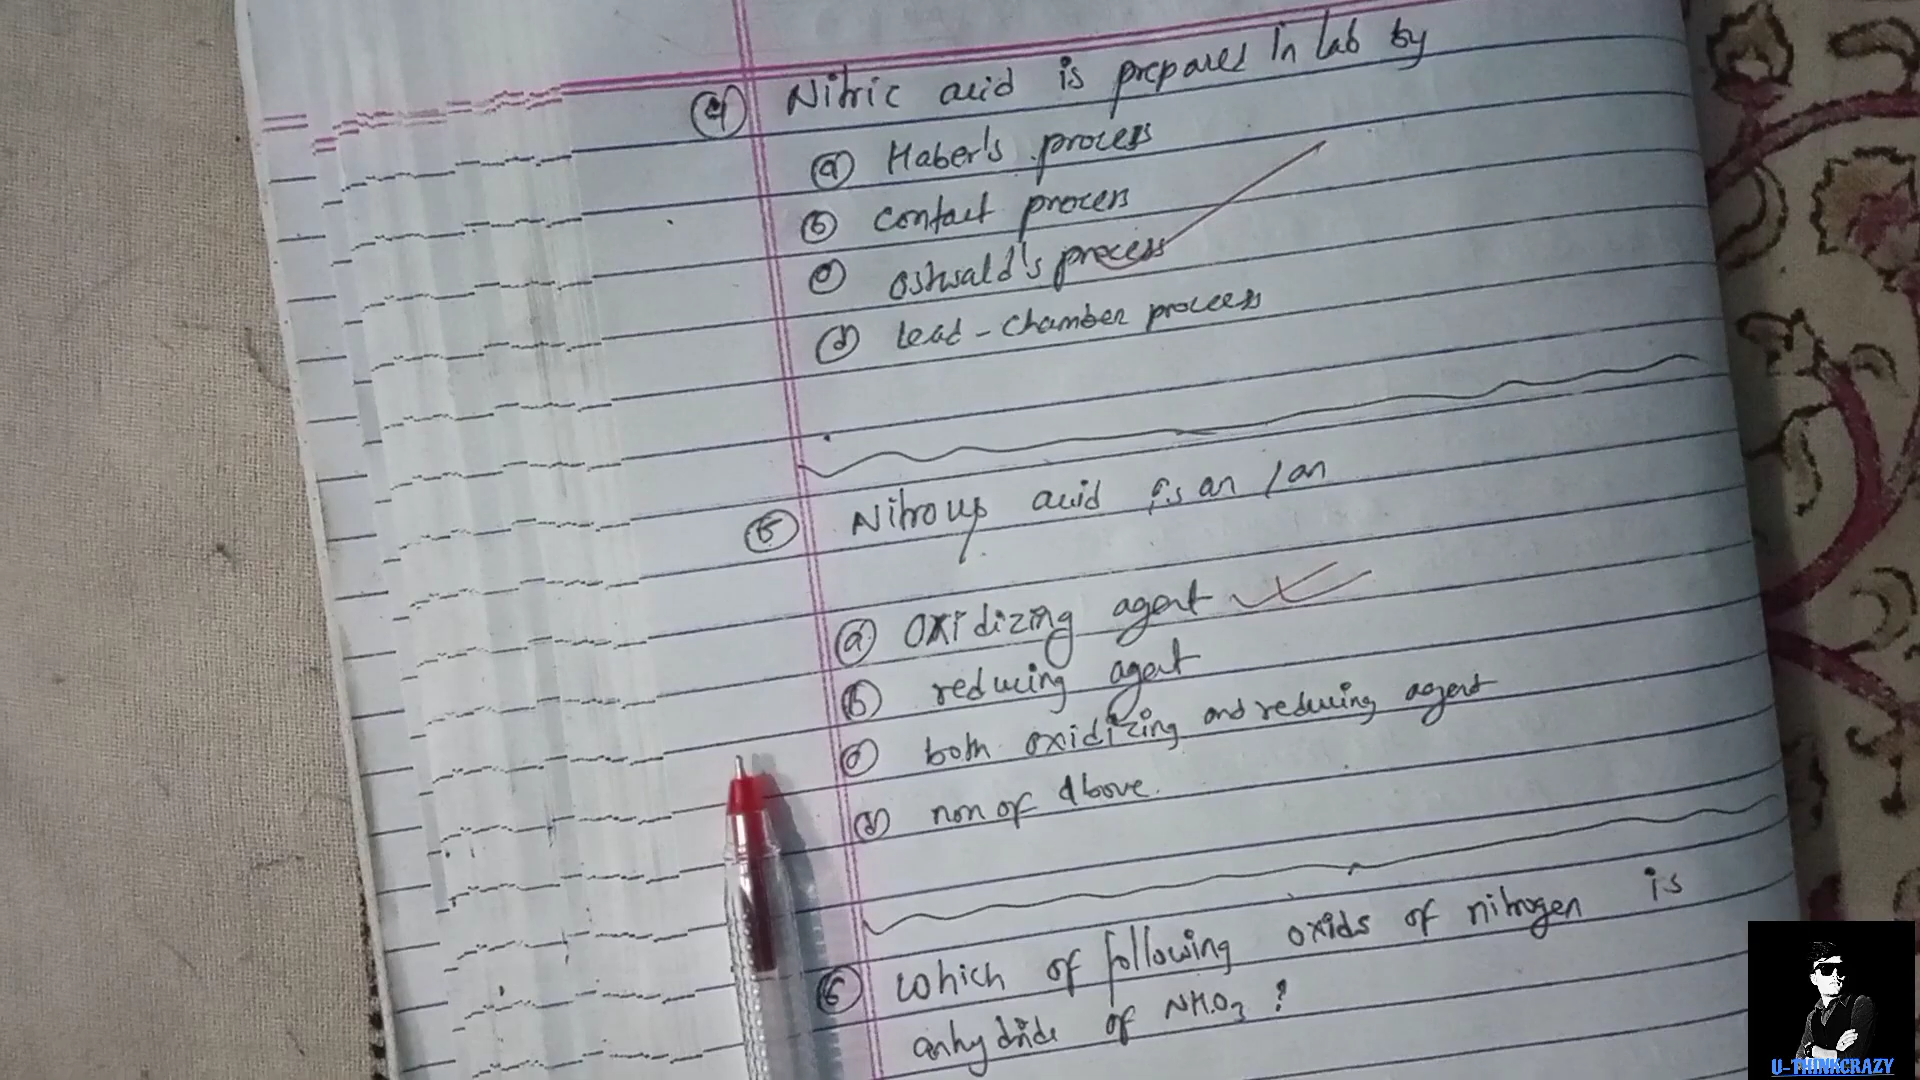 4 Nitric acid is prepared in lab by
a Haber's process
b contact process
c Ostwald's process
d Lead-chamber process
5 Nitrous acid is an / an
a oxidizing agent
b reducing agent
c both oxidizing and reducing agent
d non of above.
6 which of following oxids of nitrogen is
anhydride of NHO3?
U-THINKCRAZY